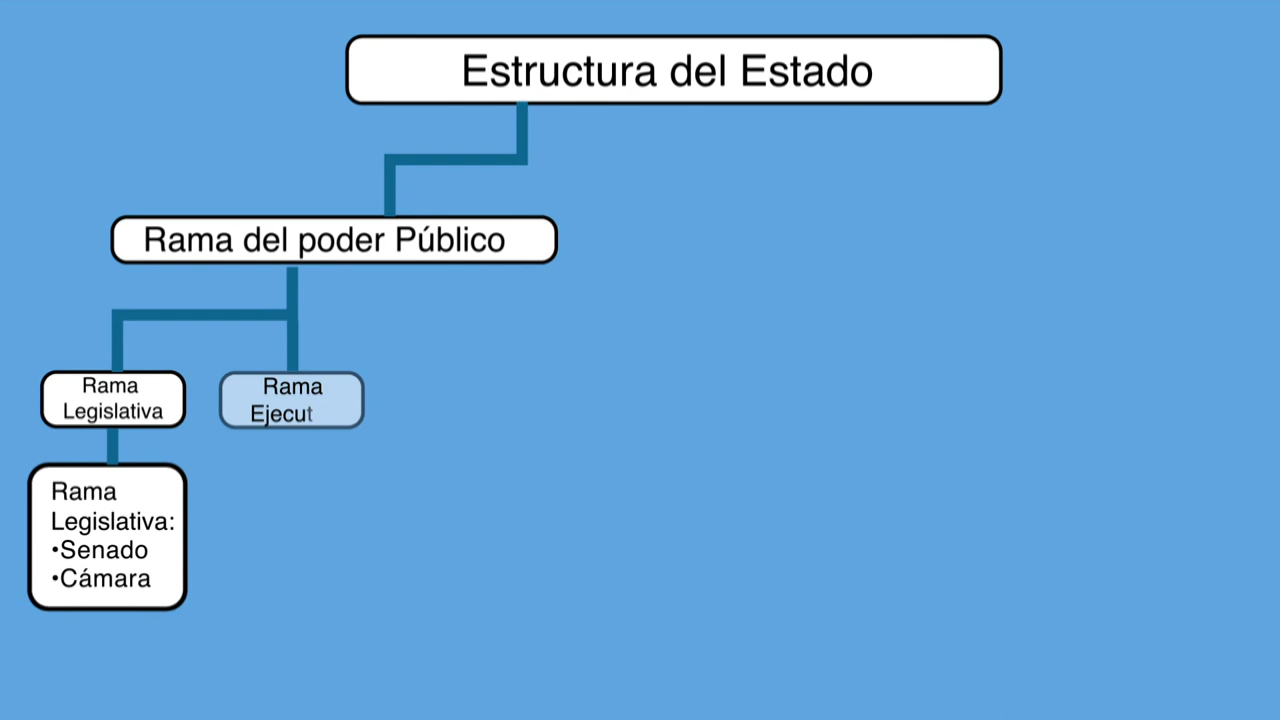 Estructura del Estado
Rama del poder Público
Rama
Legislativa
Rama
Ejecut
Rama
Legislativa:
•Senado
•Cámara